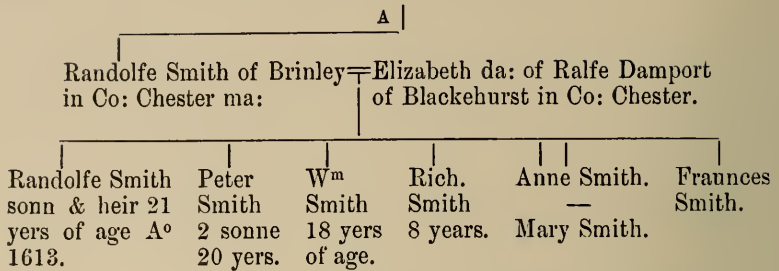 A
Randolfe Smith of Brinley=Elizabeth da: of Ralfe Damport
in Co: Chester ma: of Blackehurst in Co: Chester.
Randolfe Smith
sonn & heir 21
yers of age Aº
1613.
Peter
Smith
2 sonne
20 yers.
Wᵐ
Smith
18 yers
of age.
Rich.
Smith
8 years.
Anne Smith.
—
Mary Smith.
Fraunces
Smith.